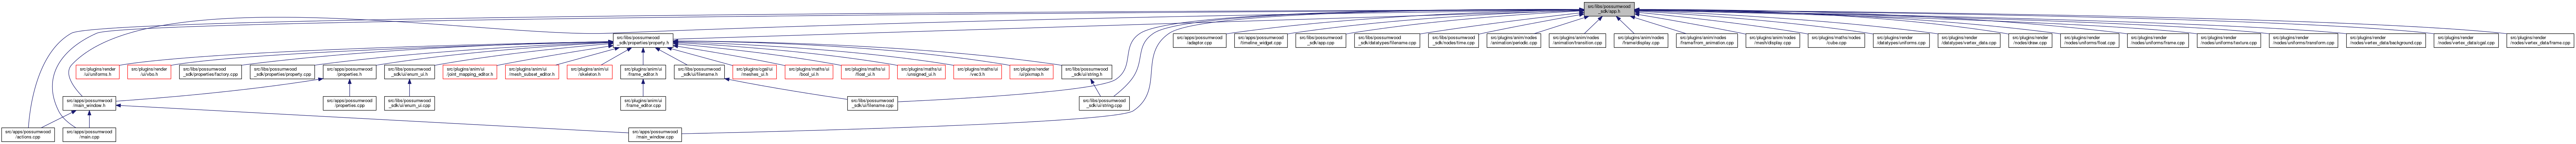 src/libs/possumwood
_sdk/app.h
src/libs/possumwood
_sdk/properties/property.h
src/apps/possumwood
/adaptor.cpp
src/apps/possumwood
/timeline_widget.cpp
src/libs/possumwood
_sdk/app.cpp
src/libs/possumwood
_sdk/datatypes/filename.cpp
src/libs/possumwood
_sdk/nodes/time.cpp
src/plugins/anim/nodes
/animation/periodic.cpp
src/plugins/anim/nodes
/animation/transition.cpp
src/plugins/anim/nodes
/frame/display.cpp
src/plugins/anim/nodes
/frame/from_animation.cpp
src/plugins/anim/nodes
/mesh/display.cpp
src/plugins/maths/nodes
/cube.cpp
src/plugins/render
/datatypes/uniforms.cpp
src/plugins/render
/datatypes/vertex_data.cpp
src/plugins/render
/nodes/draw.cpp
src/plugins/render
/nodes/uniforms/float.cpp
src/plugins/render
/nodes/uniforms/frame.cpp
src/plugins/render
/nodes/uniforms/texture.cpp
src/plugins/render
/nodes/uniforms/transform.cpp
src/plugins/render
/nodes/vertex_data/background.cpp
src/plugins/render
/nodes/vertex_data/cgal.cpp
src/plugins/render
/nodes/vertex_data/frame.cpp
src/plugins/render
/ui/uniforms.h
src/plugins/render
/ui/vbo.h
src/libs/possumwood
_sdk/properties/factory.cpp
src/libs/possumwood
_sdk/properties/property.cpp
src/apps/possumwood
/properties.h
src/libs/possumwood
_sdk/ui/enum_ui.h
src/plugins/anim/ui
/joint_mapping_editor.h
src/plugins/anim/ui
/mesh_subset_editor.h
src/plugins/anim/ui
/skeleton.h
src/plugins/anim/ui
/frame_editor.h
src/libs/possumwood
_sdk/ui/filename.h
src/plugins/cgal/ui
/meshes_ui.h
src/plugins/maths/ui
/bool_ui.h
src/plugins/maths/ui
/float_ui.h
src/plugins/maths/ui
/unsigned_ui.h
src/plugins/maths/ui
/vec3.h
src/plugins/render
/ui/pixmap.h
src/libs/possumwood
_sdk/ui/string.h
src/apps/possumwood
/main_window.h
src/apps/possumwood
/properties.cpp
src/libs/possumwood
_sdk/ui/enum_ui.cpp
src/plugins/anim/ui
/frame_editor.cpp
src/libs/possumwood
_sdk/ui/filename.cpp
src/libs/possumwood
_sdk/ui/string.cpp
src/apps/possumwood
/actions.cpp
src/apps/possumwood
/main.cpp
src/apps/possumwood
/main_window.cpp